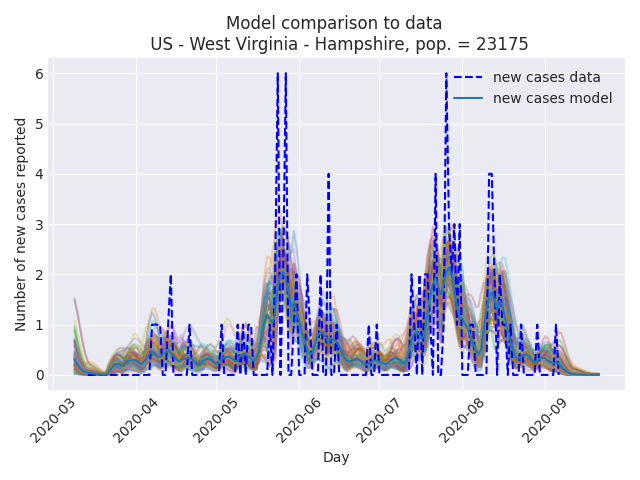 Model comparison to data
US - West Virginia - Hampshire, pop. = 23175
new cases data
new cases model
Number of new cases reported
6
5
4
3
2
1
0
2020-03
2020-04
2020-05
2020-06
2020-07
2020-08
2020-09
Day